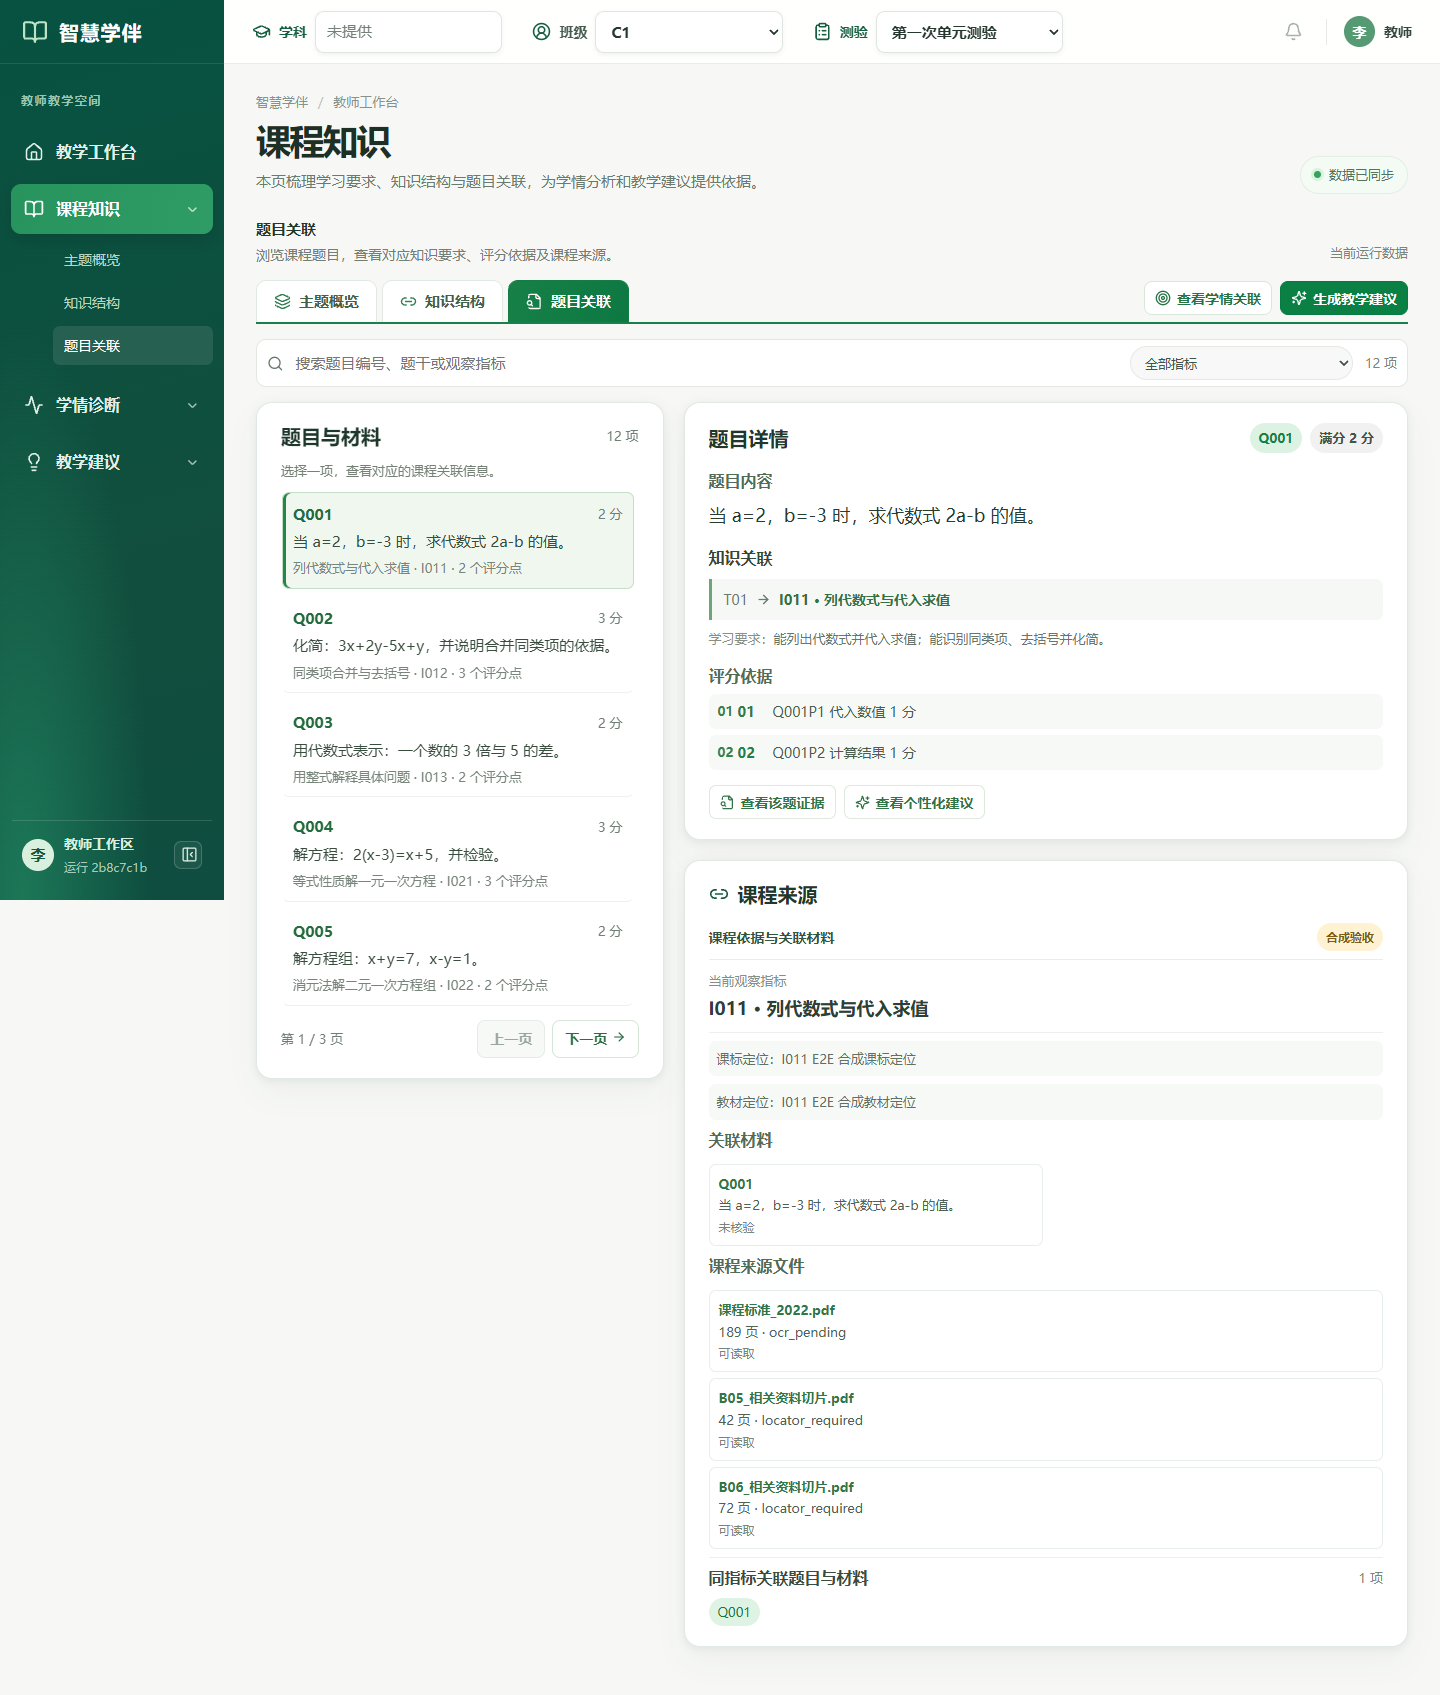 智慧学伴
学科 未提供 班级 C1 测验 第一次单元测验 李 教师
教师教学空间
教学工作台
课程知识
主题概览
知识结构
题目关联
学情诊断
教学建议
李 教师工作区
运行 2b8c7c1b
智慧学伴 / 教师工作台
课程知识
本页梳理学习要求、知识结构与题目关联，为学情分析和教学建议提供依据。
数据已同步
题目关联
浏览课程题目，查看对应知识要求、评分依据及课程来源。
当前运行数据
主题概览 知识结构 题目关联 查看学情关联 生成教学建议
搜索题目编号、题干或观察指标 全部指标 12 项
题目与材料 12 项
选择一项，查看对应的课程关联信息。
Q001 2 分
当 a=2，b=-3 时，求代数式 2a-b 的值。
列代数式与代入求值 · I011 · 2 个评分点
Q002 3 分
化简：3x+2y-5x+y，并说明合并同类项的依据。
同类项合并与去括号 · I012 · 3 个评分点
Q003 2 分
用代数式表示：一个数的 3 倍与 5 的差。
用整式解释具体问题 · I013 · 2 个评分点
Q004 3 分
解方程：2(x-3)=x+5，并检验。
等式性质解一元一次方程 · I021 · 3 个评分点
Q005 2 分
解方程组：x+y=7，x-y=1。
消元法解二元一次方程组 · I022 · 2 个评分点
第 1 / 3 页 上一页 下一页 →
题目详情 Q001 满分 2 分
题目内容
当 a=2，b=-3 时，求代数式 2a-b 的值。
知识关联
T01 → I011 • 列代数式与代入求值
学习要求：能列出代数式并代入求值；能识别同类项、去括号并化简。
评分依据
01 01 Q001P1 代入数值 1 分
02 02 Q001P2 计算结果 1 分
查看该题证据 查看个性化建议
课程来源
课程依据与关联材料 合成验收
当前观察指标
I011 • 列代数式与代入求值
课标定位：I011 E2E 合成课标定位
教材定位：I011 E2E 合成教材定位
关联材料
Q001
当 a=2，b=-3 时，求代数式 2a-b 的值。
未核验
课程来源文件
课程标准_2022.pdf
189 页 · ocr_pending
可读取
B05_相关资料切片.pdf
42 页 · locator_required
可读取
B06_相关资料切片.pdf
72 页 · locator_required
可读取
同指标关联题目与材料 1 项
Q001